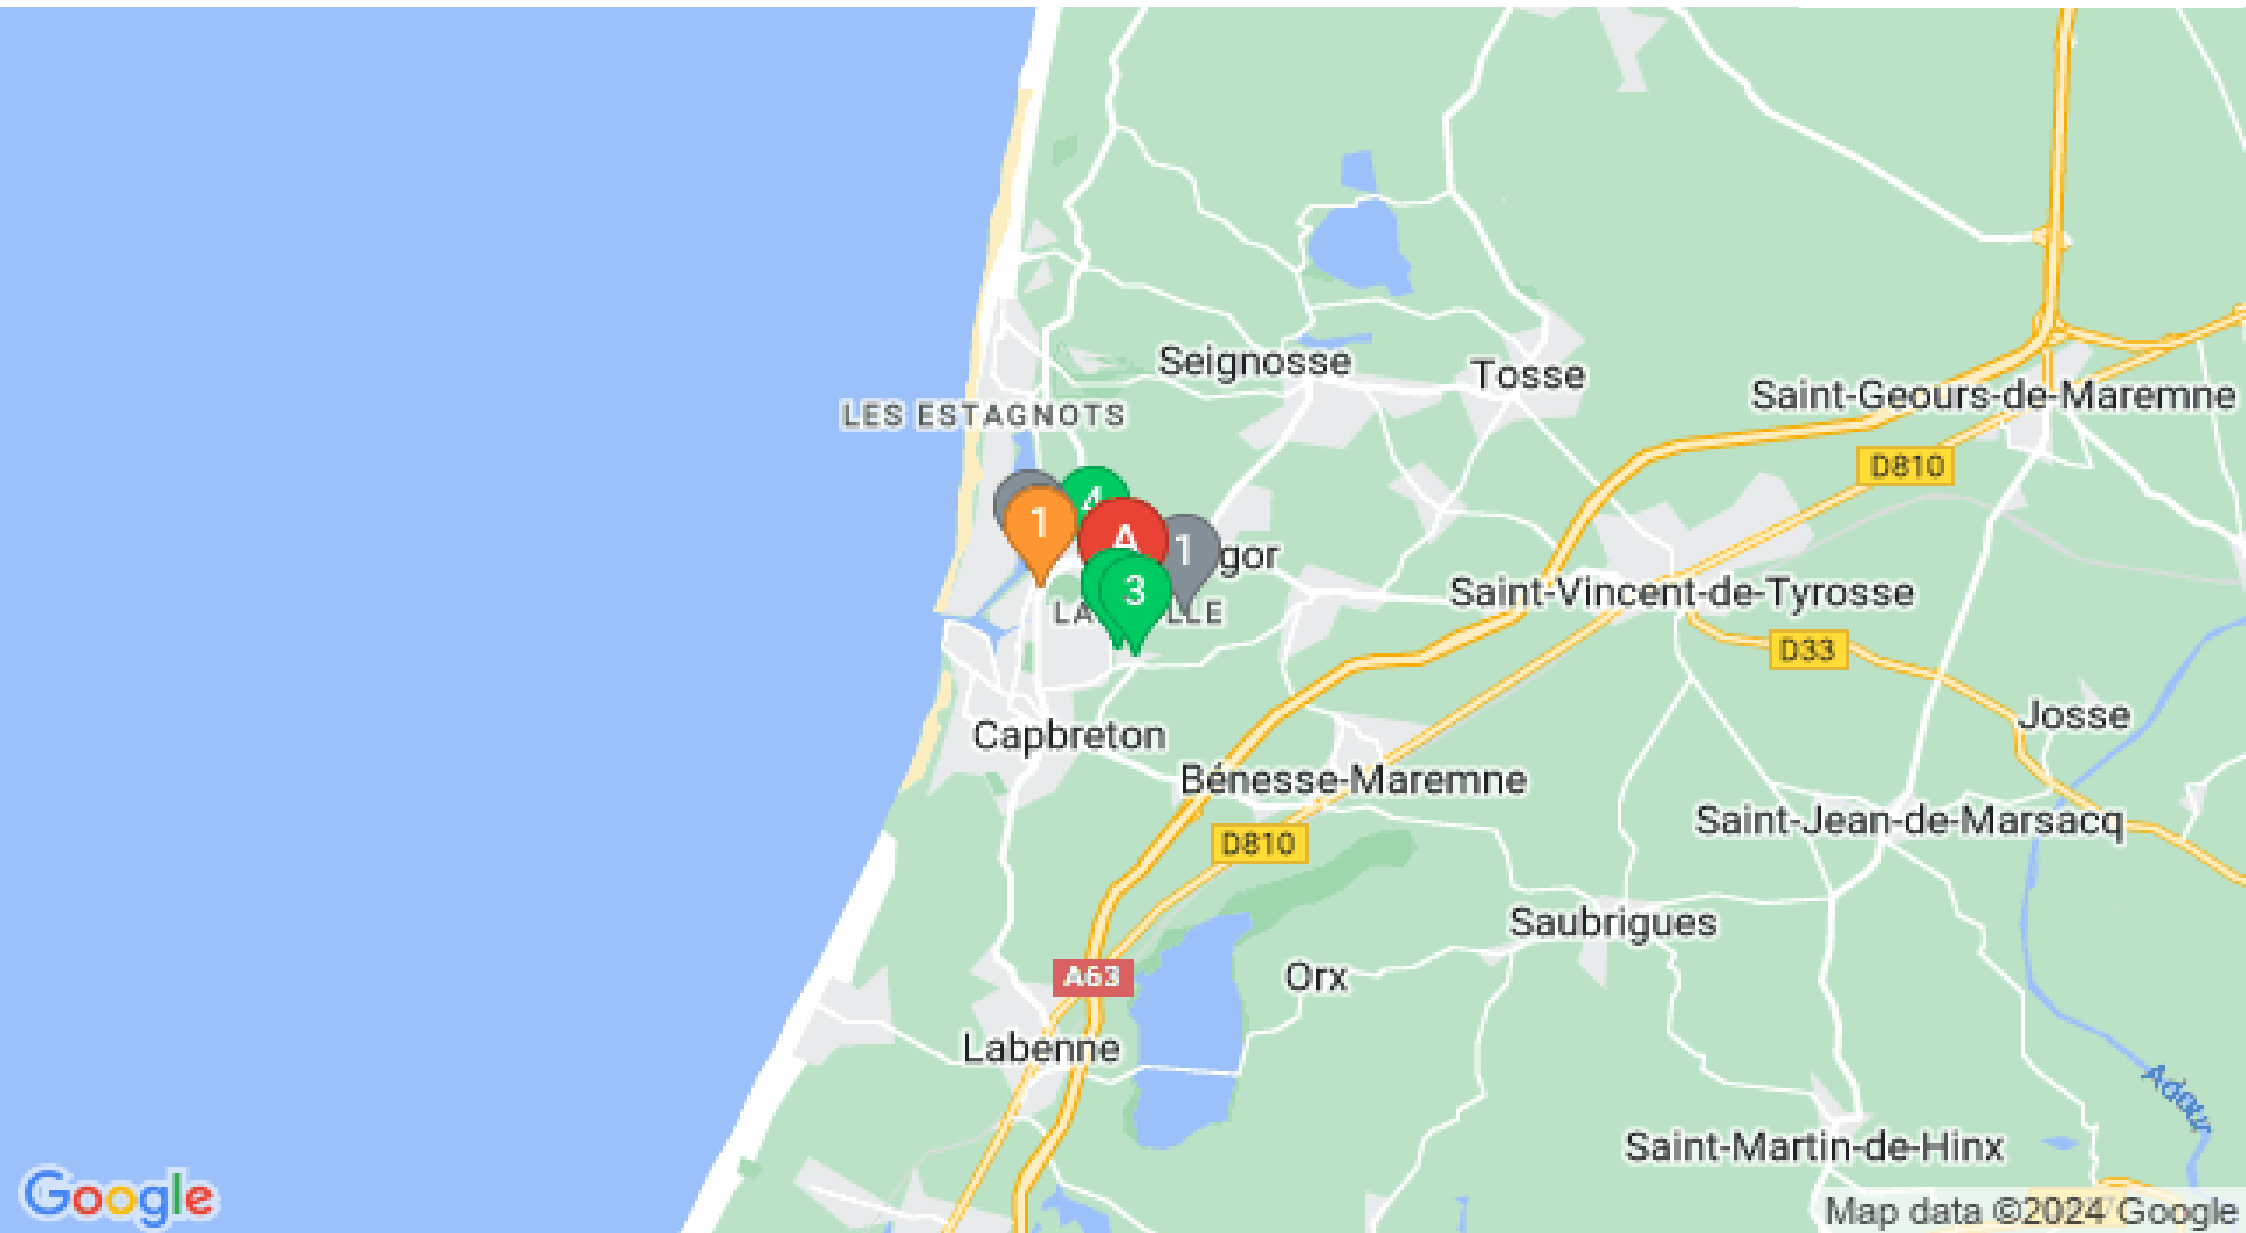 Seignosse
Tosse
Saint-Geours-de-Maremne
LES ESTAGNOTS
D810
4
1
A
1
gor
3
LA
LLE
Saint-Vincent-de-Tyrosse
D33
Josse
Capbreton
Bénesse-Maremne
Saint-Jean-de-Marsacq
D810
Saubrigues
Orx
A63
Labenne
Adour
Saint-Martin-de-Hinx
Google
Map data ©2024 Google